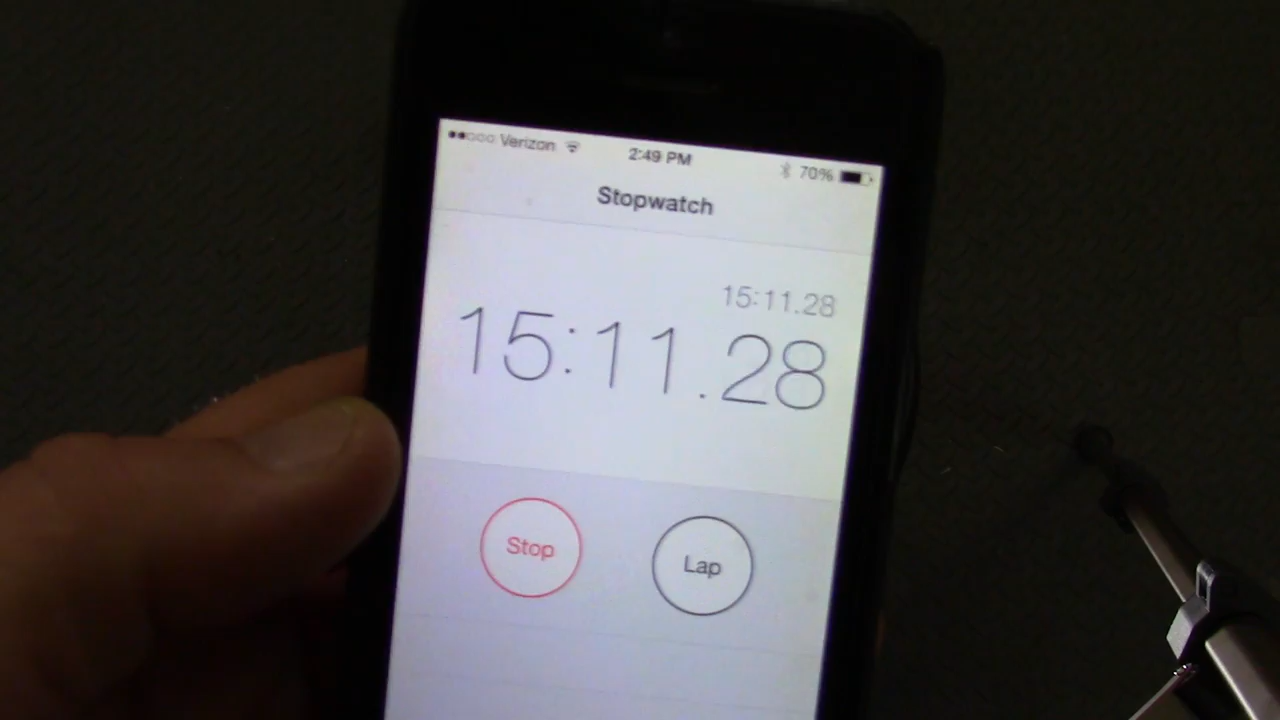 Verizon 2:49 PM 70%
Stopwatch
15:11.28
15:11.28
Stop Lap